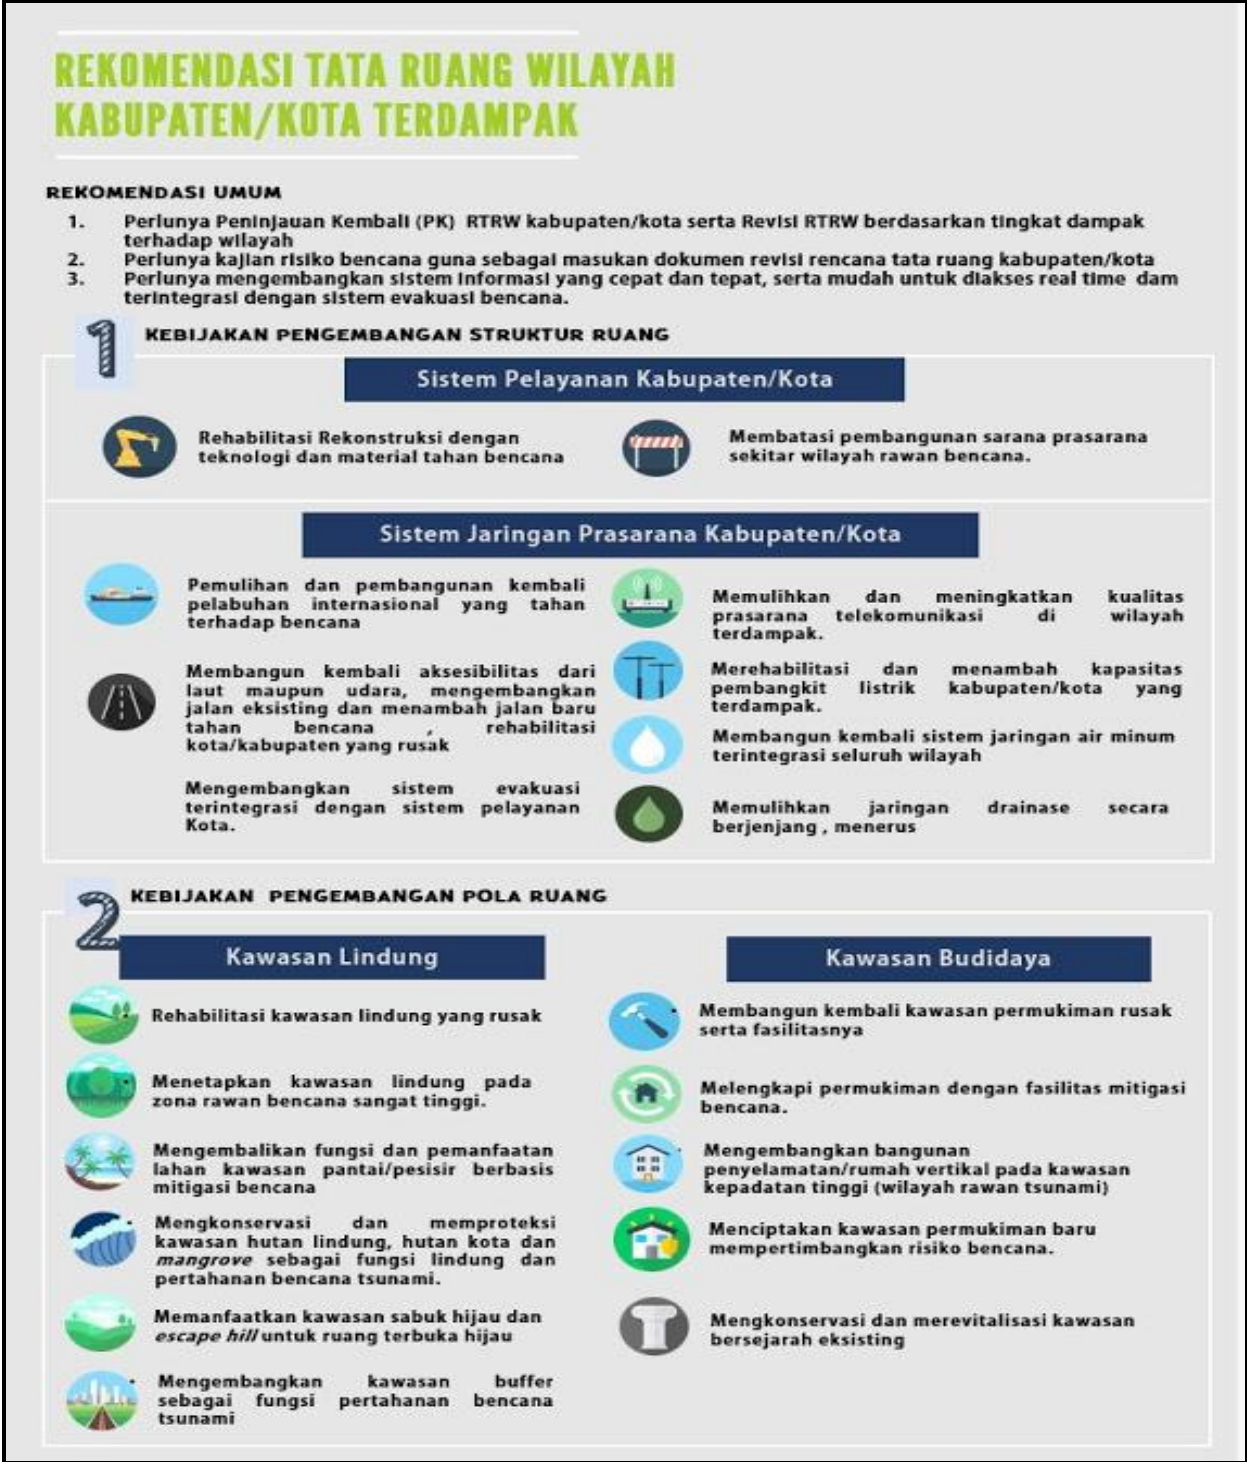 REKOMENDASI TATA RUANG WILAYAH
KABUPATEN/KOTA TERDAMPAK
REKOMENDASI UMUM
1. Perlunya Peninjauan Kembali (PK) RTRW kabupaten/kota serta Revisi RTRW berdasarkan tingkat dampak
terhadap wilayah
2. Perlunya kajian risiko bencana guna sebagai masukan dokumen revisi rencana tata ruang kabupaten/kota
3. Perlunya mengembangkan sistem informasi yang cepat dan tepat, serta mudah untuk diakses real time dam
terintegrasi dengan sistem evakuasi bencana.
1 KEBIJAKAN PENGEMBANGAN STRUKTUR RUANG
Sistem Pelayanan Kabupaten/Kota
Rehabilitasi Rekonstruksi dengan
teknologi dan material tahan bencana
Membatasi pembangunan sarana prasarana
sekitar wilayah rawan bencana.
Sistem Jaringan Prasarana Kabupaten/Kota
Pemulihan dan pembangunan kembali
pelabuhan internasional yang tahan
terhadap bencana
Membangun kembali aksesibilitas dari
laut maupun udara, mengembangkan
jalan eksisting dan menambah jalan baru
tahan bencana , rehabilitasi
kota/kabupaten yang rusak
Mengembangkan sistem evakuasi
terintegrasi dengan sistem pelayanan
Kota.
Memulihkan dan meningkatkan kualitas
prasarana telekomunikasi di wilayah
terdampak.
Merehabilitasi dan menambah kapasitas
pembangkit listrik kabupaten/kota yang
terdampak.
Membangun kembali sistem jaringan air minum
terintegrasi seluruh wilayah
Memulihkan jaringan drainase secara
berjenjang , menerus
2 KEBIJAKAN PENGEMBANGAN POLA RUANG
Kawasan Lindung
Rehabilitasi kawasan lindung yang rusak
Menetapkan kawasan lindung pada
zona rawan bencana sangat tinggi.
Mengembalikan fungsi dan pemanfaatan
lahan kawasan pantai/pesisir berbasis
mitigasi bencana
Mengkonservasi dan memproteksi
kawasan hutan lindung, hutan kota dan
mangrove sebagai fungsi lindung dan
pertahanan bencana tsunami.
Memanfaatkan kawasan sabuk hijau dan
escape hill untuk ruang terbuka hijau
Mengembangkan kawasan buffer
sebagai fungsi pertahanan bencana
tsunami
Kawasan Budidaya
Membangun kembali kawasan permukiman rusak
serta fasilitasnya
Melengkapi permukiman dengan fasilitas mitigasi
bencana.
Mengembangkan bangunan
penyelamatan/rumah vertikal pada kawasan
kepadatan tinggi (wilayah rawan tsunami)
Menciptakan kawasan permukiman baru
mempertimbangkan risiko bencana.
Mengkonservasi dan merevitalisasi kawasan
bersejarah eksisting